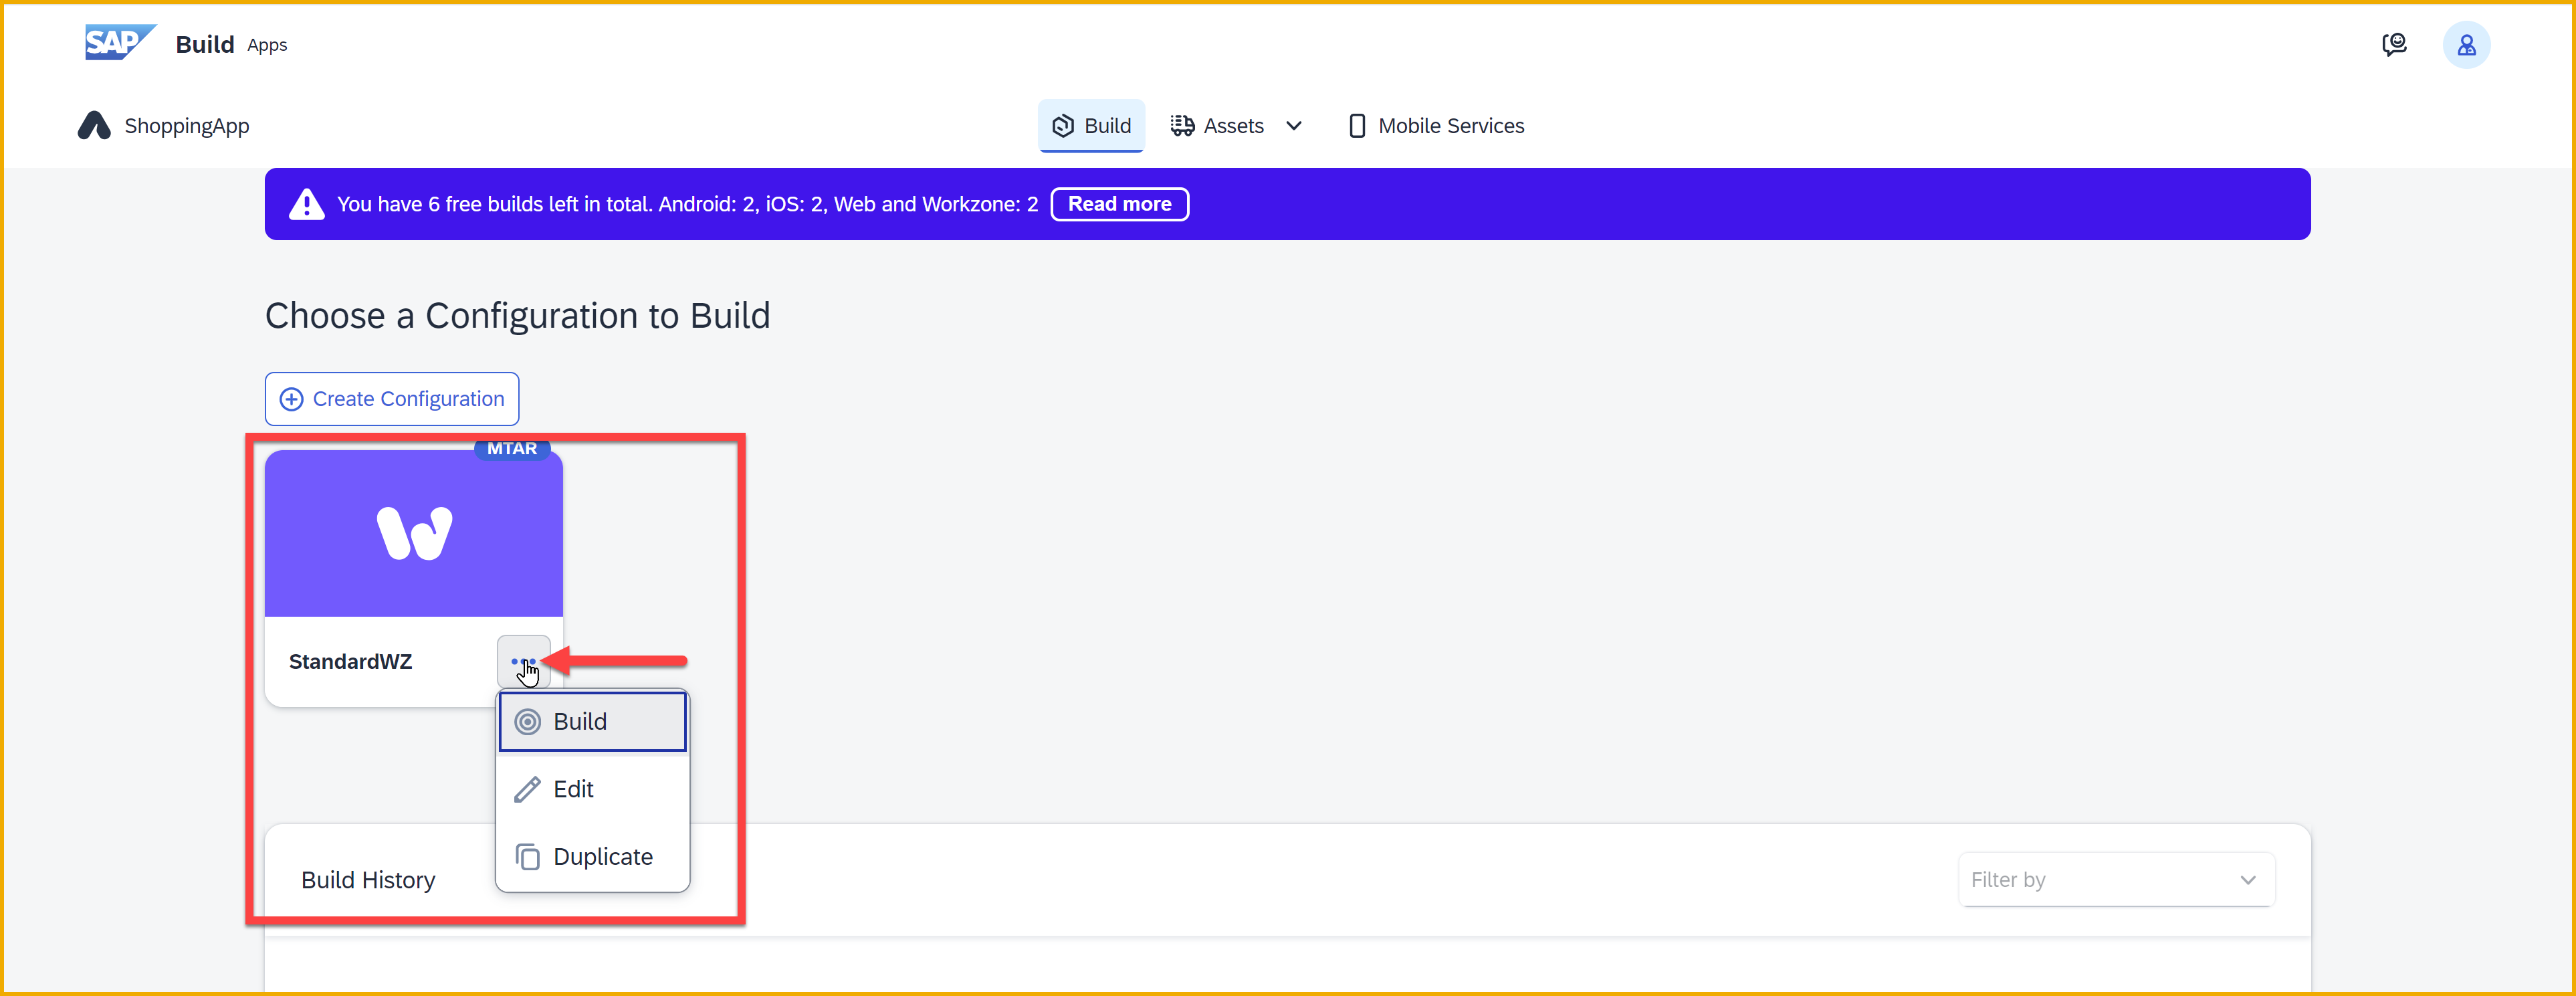 SAP Build Apps
ShoppingApp
Build Assets Mobile Services
You have 6 free builds left in total. Android: 2, iOS: 2, Web and Workzone: 2 Read more
Choose a Configuration to Build
Create Configuration
MTAR
StandardWZ
Build
Edit
Duplicate
Build History
Filter by